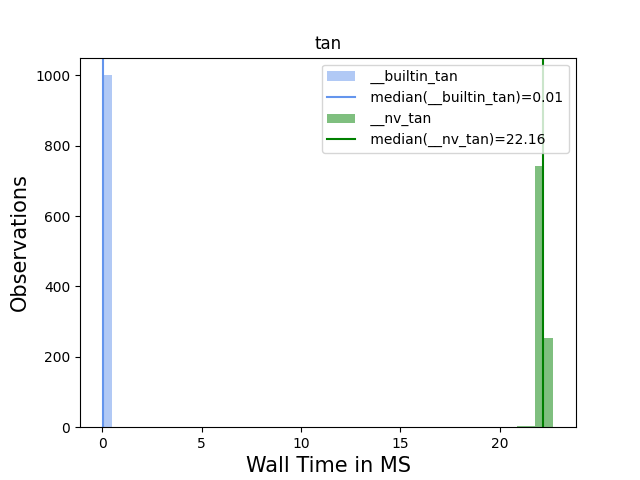 tan
__builtin_tan
median(__builtin_tan)=0.01
__nv_tan
median(__nv_tan)=22.16
Observations
1000
800
600
400
200
0
0 5 10 15 20
Wall Time in MS